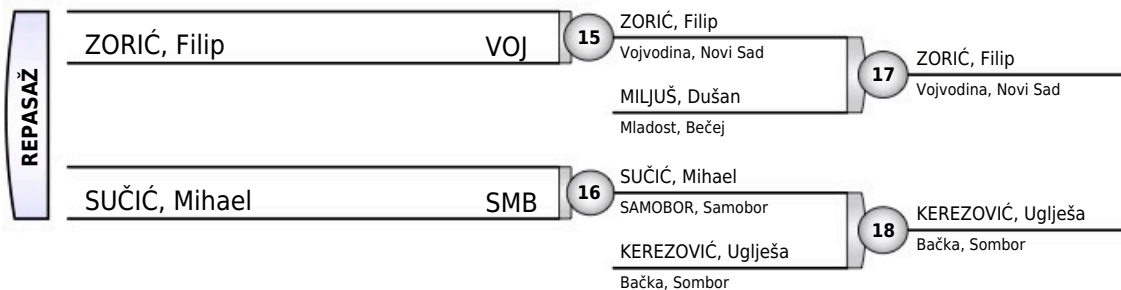 REPASAŽ
ZORIĆ, Filip VOJ
15
ZORIĆ, Filip
Vojvodina, Novi Sad
MILJUŠ, Dušan
Mladost, Bečej
17
ZORIĆ, Filip
Vojvodina, Novi Sad
SUČIĆ, Mihael SMB
16
SUČIĆ, Mihael
SAMOBOR, Samobor
KEREZOVIĆ, Uglješa
Bačka, Sombor
18
KEREZOVIĆ, Uglješa
Bačka, Sombor